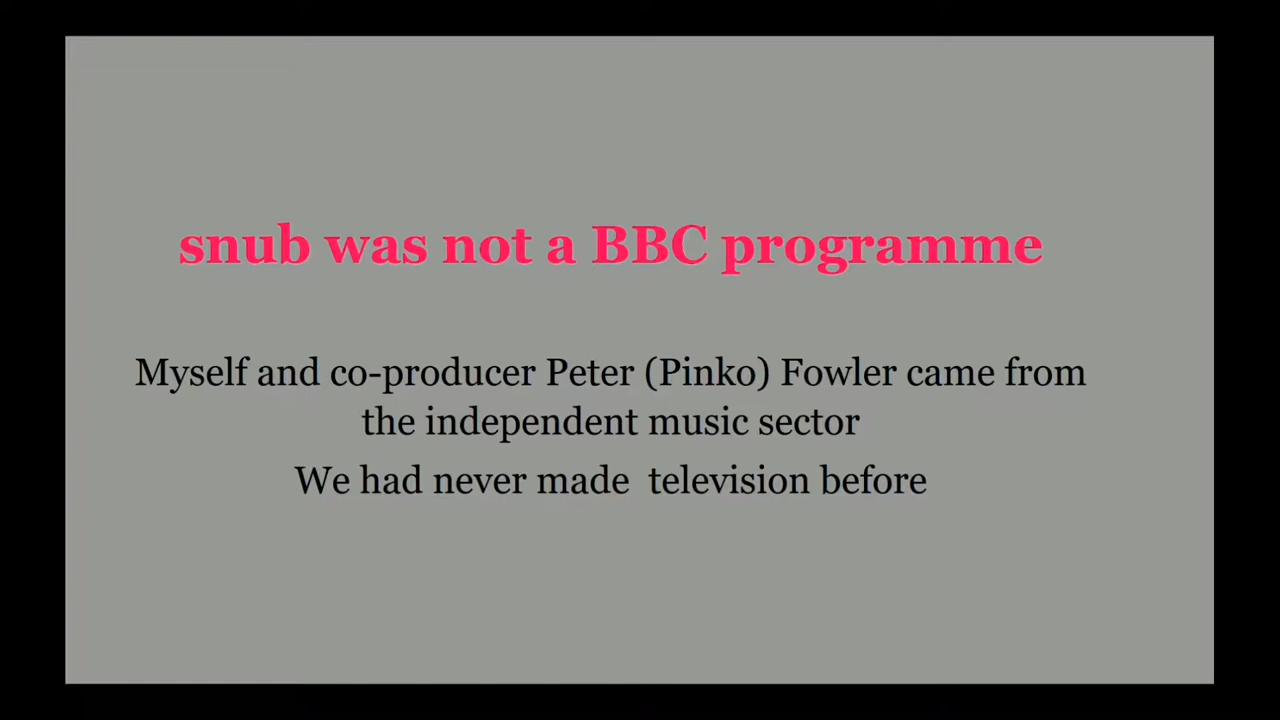 snub was not a BBC programme
Myself and co-producer Peter (Pinko) Fowler came from
the independent music sector
We had never made  television before